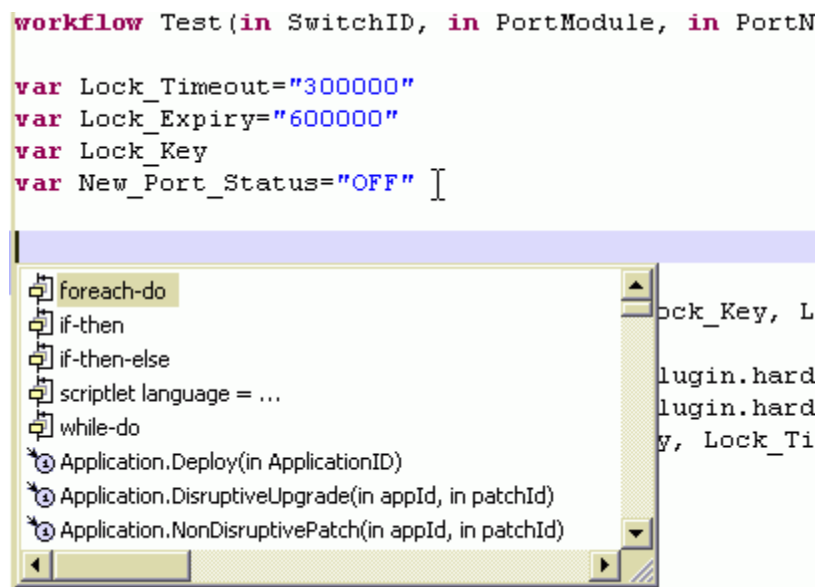 workflow Test(in SwitchID, in PortModule, in PortN
var Lock_Timeout="300000"
var Lock_Expiry="600000"
var Lock_Key
var New_Port_Status="OFF"
foreach-do
if-then
if-then-else
scriptlet language = ...
while-do
Application.Deploy(in ApplicationID)
Application.DisruptiveUpgrade(in appId, in patchId)
Application.NonDisruptivePatch(in appId, in patchId)
ock_Key, L
lugin.hard
lugin.hard
y, Lock_Ti